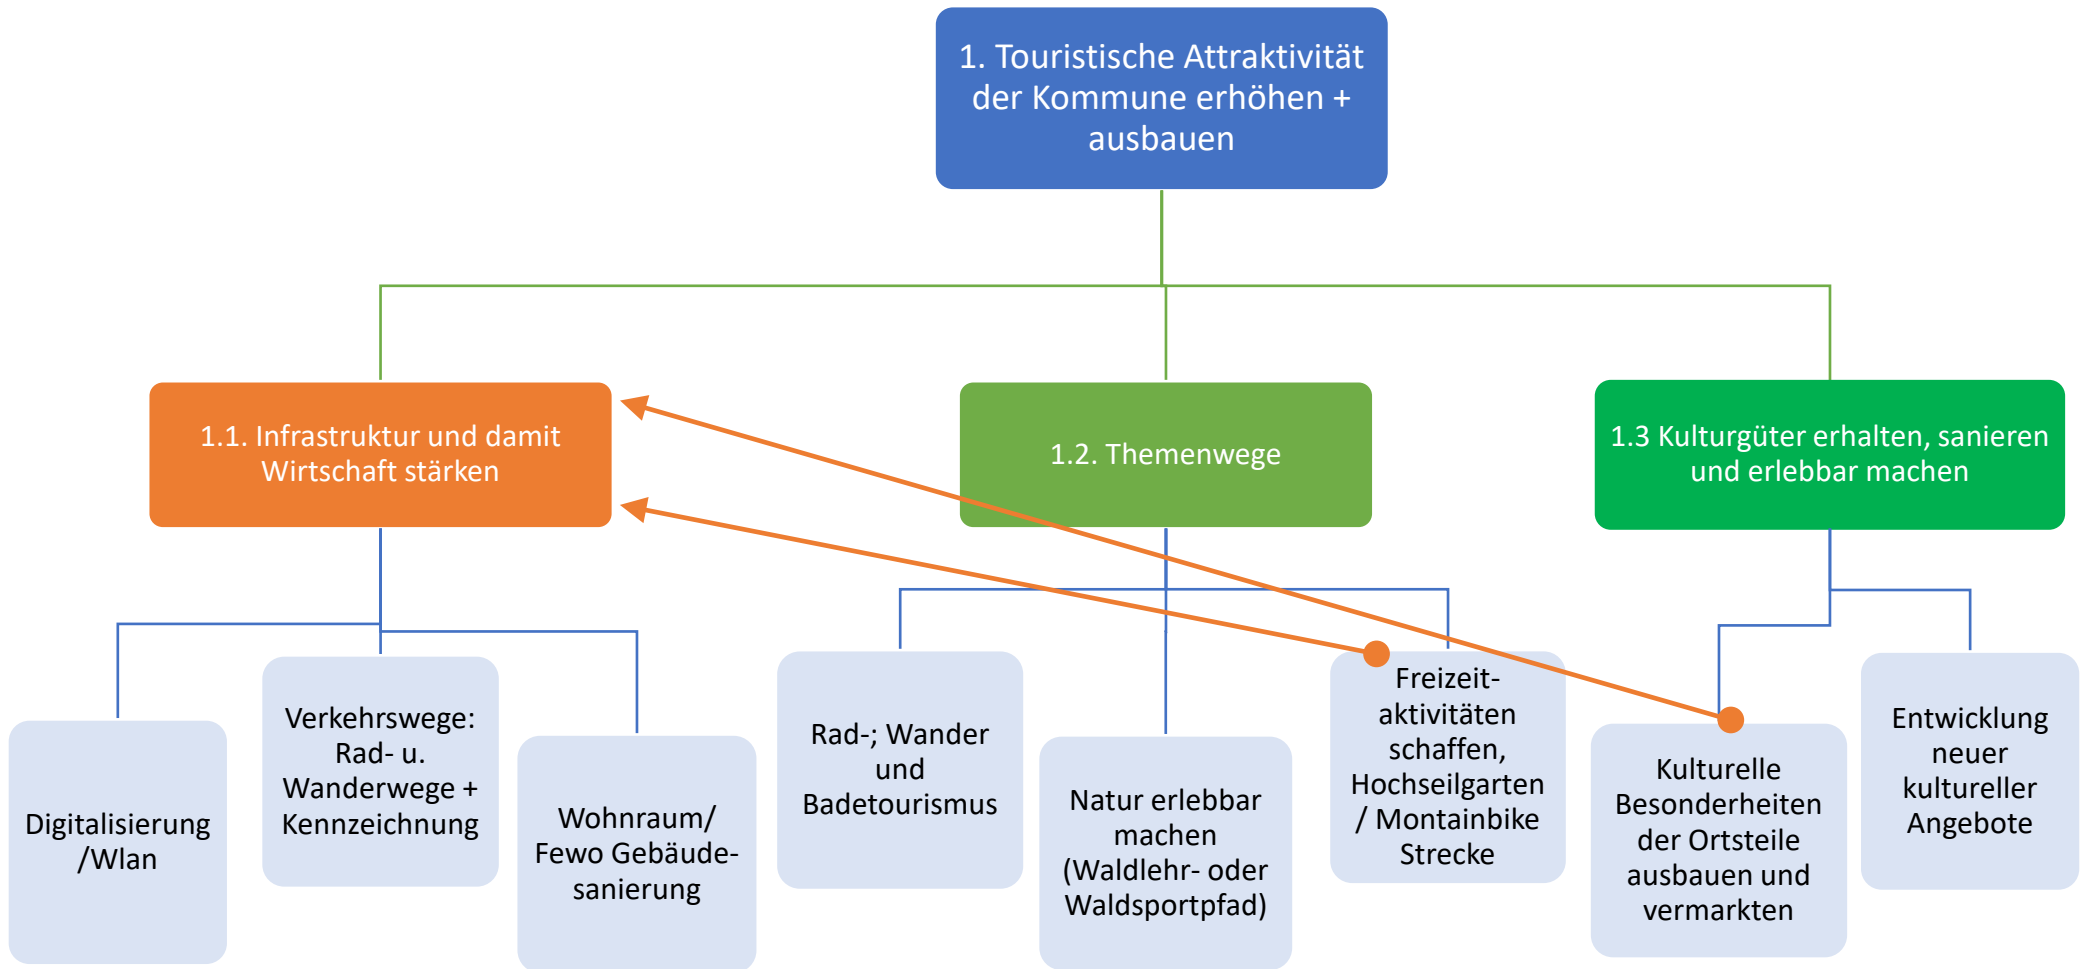 1. Touristische Attraktivität
der Kommune erhöhen +
ausbauen
1.1. Infrastruktur und damit
Wirtschaft stärken
1.2. Themenwege
1.3 Kulturgüter erhalten, sanieren
und erlebbar machen
Digitalisierung
/Wlan
Verkehrswege:
Rad- u.
Wanderwege +
Kennzeichnung
Wohnraum/
Fewo Gebäude-
sanierung
Rad-; Wander
und
Badetourismus
Natur erlebbar
machen
(Waldlehr- oder
Waldsportpfad)
Freizeit-
aktivitäten
schaffen,
Hochseilgarten
/ Montainbike
Strecke
Kulturelle
Besonderheiten
der Ortsteile
ausbauen und
vermarkten
Entwicklung
neuer
kultureller
Angebote